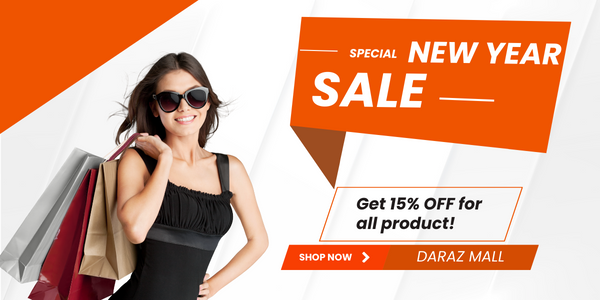 SPECIAL NEW YEAR
SALE
Get 15% OFF for
all product!
SHOP NOW
DARAZ MALL